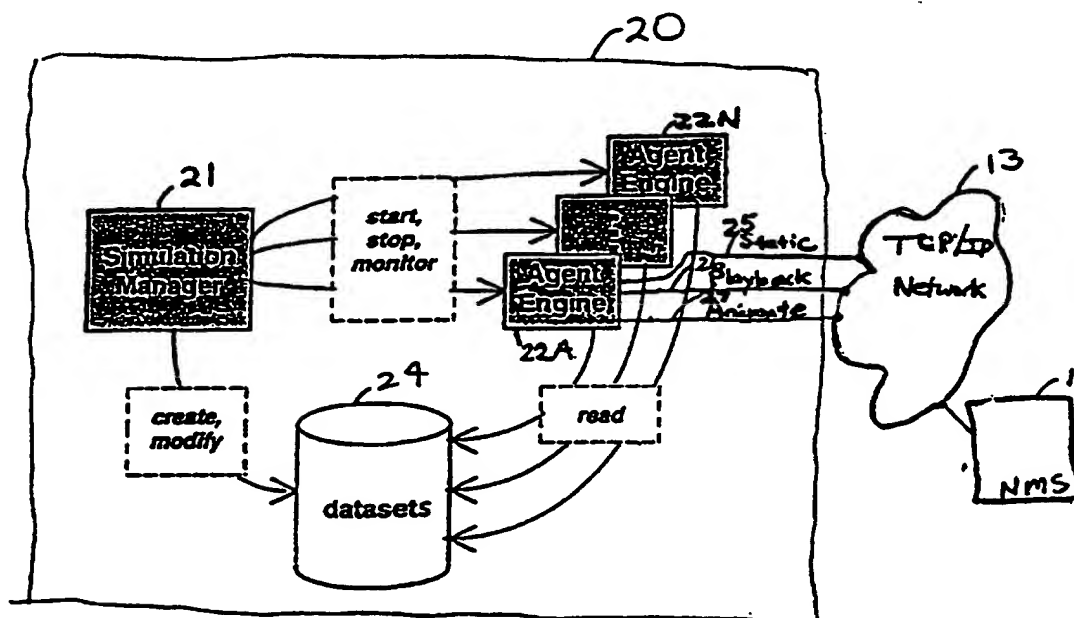 20
22N
Agent
Engine
21
13
start,
stop,
monitor
Simulation
Manager
25
Static
TCP/IP
Network
Playback
Agent
Engine
27
Animate
22A
24
create,
modify
read
1
NMS
datasets